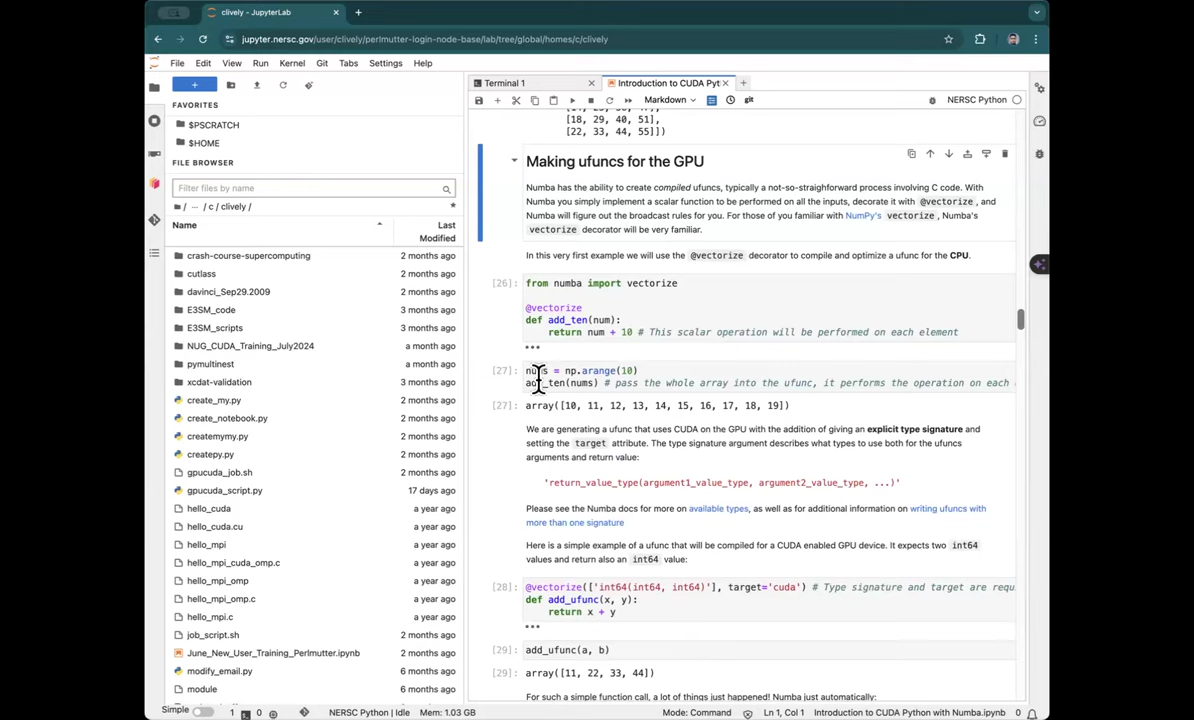 clively - JupyterLab
jupyter.nersc.gov/user/clively/perlmutter-login-node-base/lab/tree/global/homes/c/clively
File Edit View Run Kernel Git Tabs Settings Help
FAVORITES
$PSCRATCH
$HOME
FILE BROWSER
Filter files by name
/ ··· / c / clively /
Name Last Modified
crash-course-supercomputing 2 months ago
cutlass 2 months ago
davinci_Sep29.2009 2 months ago
E3SM_code 2 months ago
E3SM_scripts 2 months ago
NUG_CUDA_Training_July2024 a month ago
pymultinest 2 months ago
xcdat-validation 2 months ago
create_my.py 2 months ago
create_notebook.py 2 months ago
createmymy.py 2 months ago
createpy.py 2 months ago
gpucuda_job.sh 2 months ago
gpucuda_script.py 17 days ago
hello_cuda a year ago
hello_cuda.cu a year ago
hello_mpi a year ago
hello_mpi_cuda_omp.c a year ago
hello_mpi_omp a year ago
hello_mpi_omp.c a year ago
hello_mpi.c a year ago
job_script.sh 2 months ago
June_New_User_Training_Perlmutter.ipynb 2 months ago
modify_email.py 6 months ago
module 6 months ago
Terminal 1
Introduction to CUDA Pyt
Markdown
git
NERSC Python
[18, 29, 40, 51],
[22, 33, 44, 55]])
Making ufuncs for the GPU
Numba has the ability to create compiled ufuncs, typically a not-so-straighforward process involving C code. With
Numba you simply implement a scalar function to be performed on all the inputs, decorate it with @vectorize, and
Numba will figure out the broadcast rules for you. For those of you familiar with NumPy's vectorize, Numba's
vectorize decorator will be very familiar.
In this very first example we will use the @vectorize decorator to compile and optimize a ufunc for the CPU.
[26]: from numba import vectorize
@vectorize
def add_ten(num):
return num + 10 # This scalar operation will be performed on each element
[27]: nums = np.arange(10)
add_ten(nums) # pass the whole array into the ufunc, it performs the operation on each
[27]: array([10, 11, 12, 13, 14, 15, 16, 17, 18, 19])
We are generating a ufunc that uses CUDA on the GPU with the addition of giving an explicit type signature and
setting the target attribute. The type signature argument describes what types to use both for the ufuncs
arguments and return value:
'return_value_type(argument1_value_type, argument2_value_type, ...)'
Please see the Numba docs for more on available types, as well as for additional information on writing ufuncs with
more than one signature
Here is a simple example of a ufunc that will be compiled for a CUDA enabled GPU device. It expects two int64
values and return also an int64 value:
[28]: @vectorize(['int64(int64, int64)'], target='cuda') # Type signature and target are requ
def add_ufunc(x, y):
return x + y
[29]: add_ufunc(a, b)
[29]: array([11, 22, 33, 44])
For such a simple function call, a lot of things just happened! Numba just automatically:
Simple 1 0 NERSC Python | Idle Mem: 1.03 GB Mode: Command Ln 1, Col 1 Introduction to CUDA Python with Numba.ipynb 0